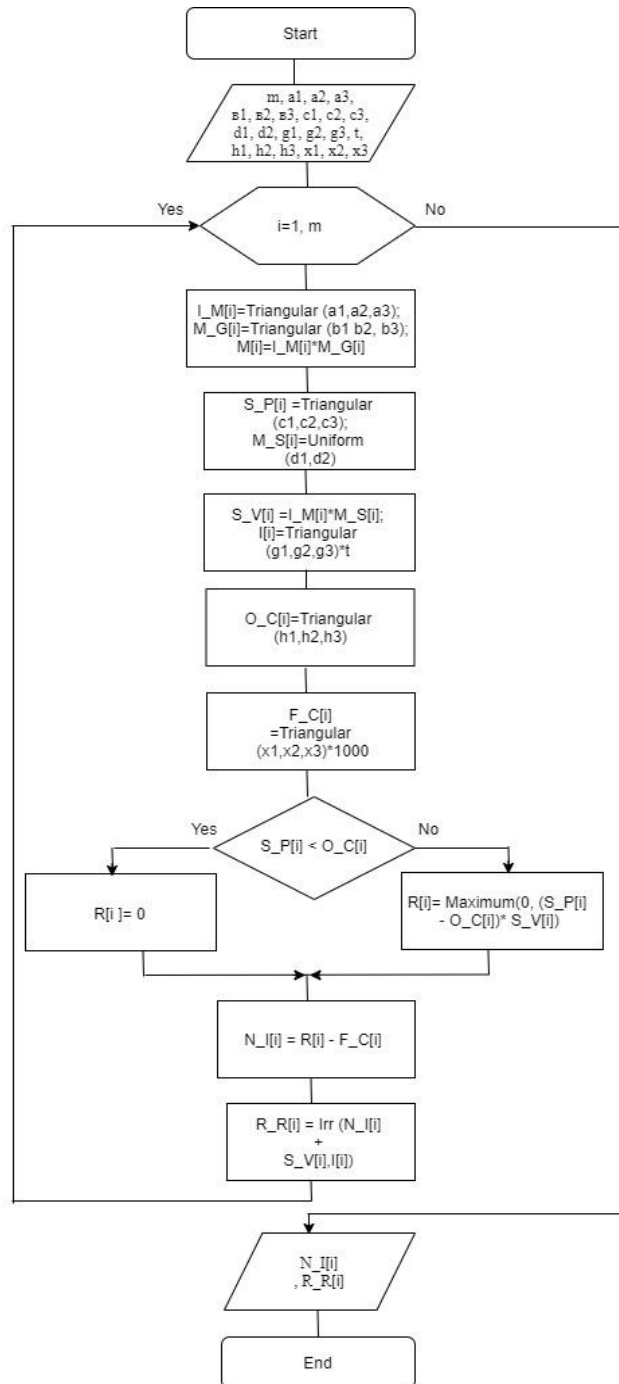 Start
m, a1, a2, a3,
в1, в2, в3, c1, c2, c3,
d1, d2, g1, g2, g3, t,
h1, h2, h3, x1, x2, x3
Yes
No
i=1, m
I_M[i]=Triangular (a1,a2,a3);
M_G[i]=Triangular (b1 b2, b3);
M[i]=I_M[i]*M_G[i]
S_P[i] =Triangular
(c1,c2,c3);
M_S[i]=Uniform
(d1,d2)
S_V[i] =I_M[i]*M_S[i];
I[i]=Triangular
(g1,g2,g3)*t
O_C[i]=Triangular
(h1,h2,h3)
F_C[i]
=Triangular
(x1,x2,x3)*1000
Yes
No
S_P[i] < O_C[i]
R[i ]= 0
R[i]= Maximum(0, (S_P[i]
- O_C[i])* S_V[i])
N_I[i] = R[i] - F_C[i]
R_R[i] = Irr (N_I[i]
+
S_V[i],I[i])
N_I[i]
, R_R[i]
End